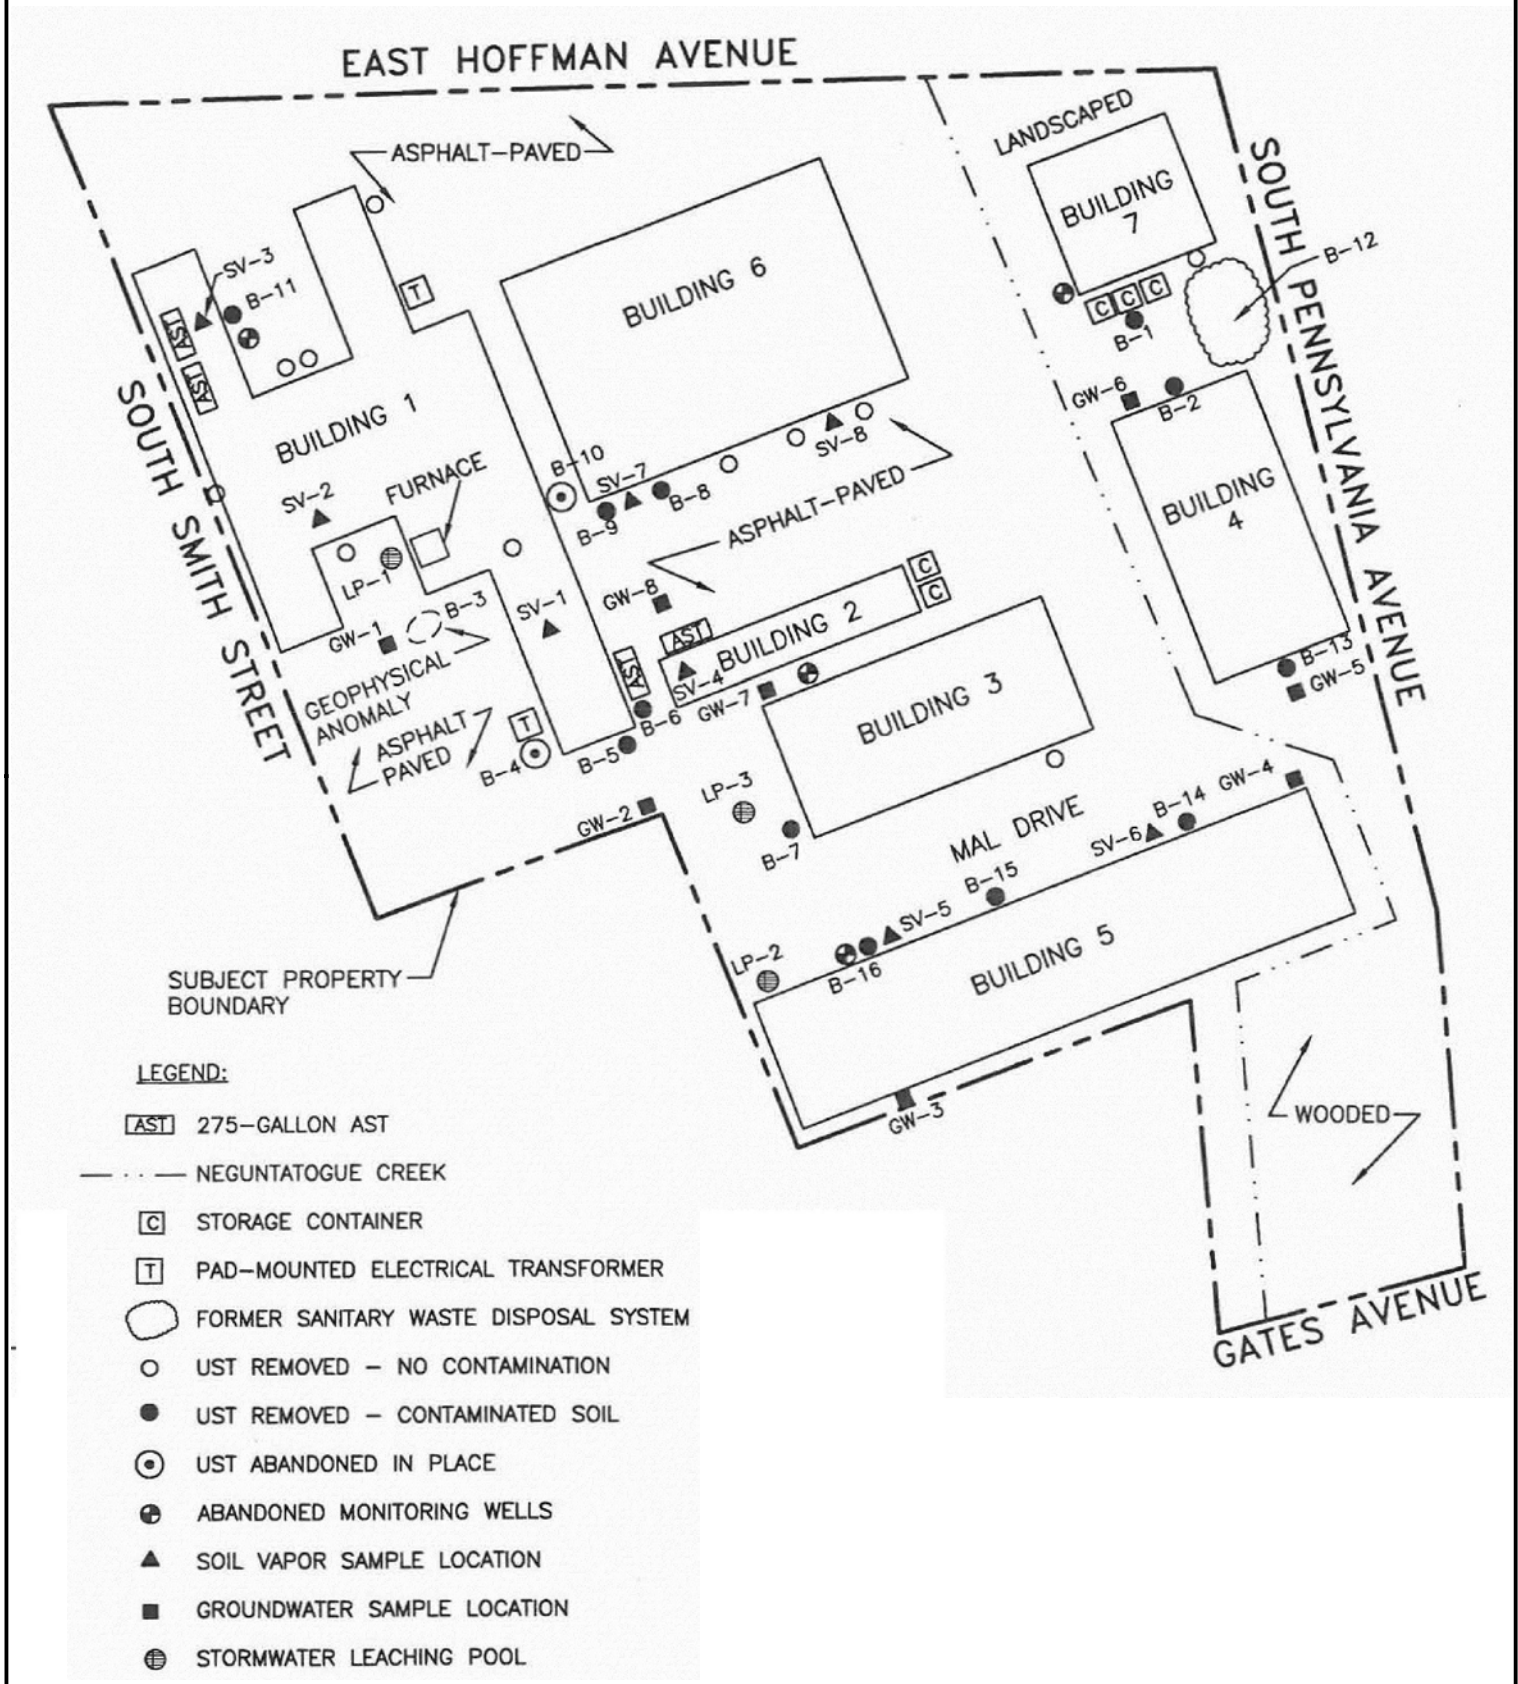 EAST HOFFMAN AVENUE
LANDSCAPED
ASPHALT-PAVED
SOUTH PENNSYLVANIA AVENUE
BUILDING
7
B-12
SV-3
B-11
T
BUILDING 6
C
C
C
B-1
AST
AST
GW-6
B-2
SOUTH SMITH STREET
BUILDING 1
SV-8
B-10
SV-7
B-8
B-9
FURNACE
SV-2
ASPHALT-PAVED
BUILDING
4
LP-1
B-3
SV-1
GW-8
C
C
GW-1
AST
BUILDING 2
AST
SV-4
GW-7
B-13
GW-5
GEOPHYSICAL
ANOMALY
BUILDING 3
B-6
ASPHALT
PAVED
T
B-4
B-5
LP-3
GW-2
B-7
MAL DRIVE
GW-4
B-14
SV-6
B-15
SV-5
LP-2
B-16
BUILDING 5
SUBJECT PROPERTY
BOUNDARY
GW-3
WOODED
GATES AVENUE
LEGEND:
AST 275-GALLON AST
NEGUNTATOGUE CREEK
C STORAGE CONTAINER
T PAD-MOUNTED ELECTRICAL TRANSFORMER
FORMER SANITARY WASTE DISPOSAL SYSTEM
UST REMOVED - NO CONTAMINATION
UST REMOVED - CONTAMINATED SOIL
UST ABANDONED IN PLACE
ABANDONED MONITORING WELLS
SOIL VAPOR SAMPLE LOCATION
GROUNDWATER SAMPLE LOCATION
STORMWATER LEACHING POOL